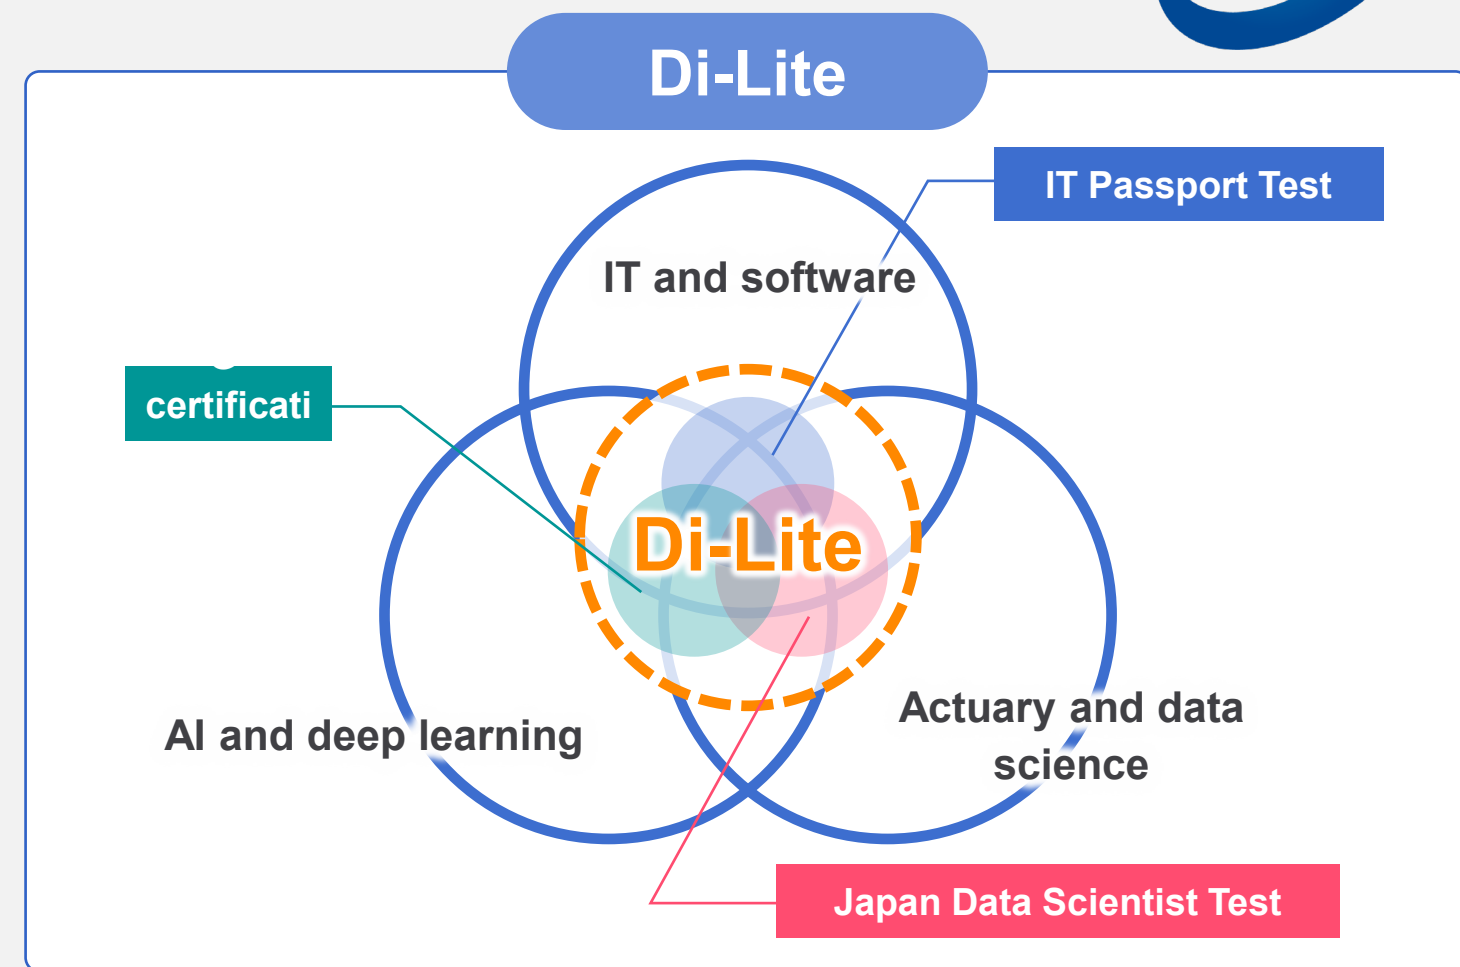 Di-Lite
IT Passport Test
IT and software
certificati
Di-Lite
AI and deep learning
Actuary and data
science
Japan Data Scientist Test